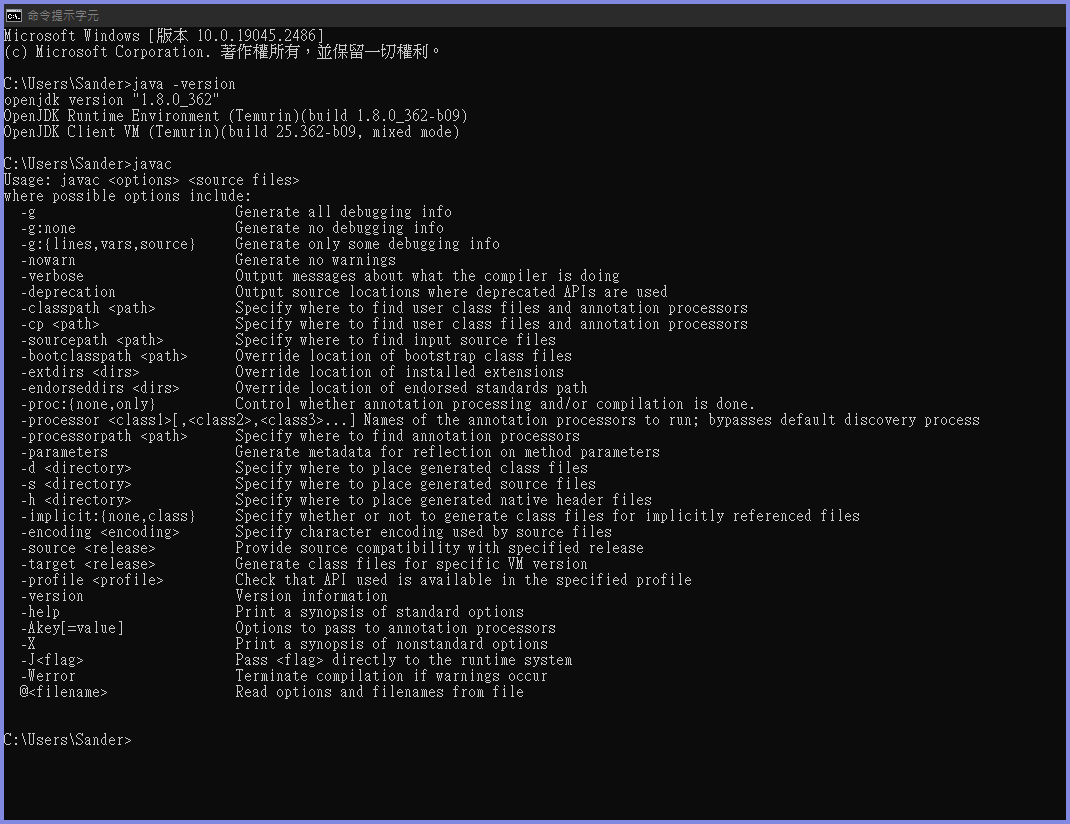 命令提示字元
Microsoft Windows [版本 10.0.19045.2486]
(c) Microsoft Corporation. 著作權所有，並保留一切權利。
C:\Users\Sander>java -version
openjdk version "1.8.0_362"
OpenJDK Runtime Environment (Temurin)(build 1.8.0_362-b09)
OpenJDK Client VM (Temurin)(build 25.362-b09, mixed mode)
C:\Users\Sander>javac
Usage: javac <options> <source files>
where possible options include:
  -g                         Generate all debugging info
  -g:none                    Generate no debugging info
  -g:{lines,vars,source}     Generate only some debugging info
  -nowarn                    Generate no warnings
  -verbose                   Output messages about what the compiler is doing
  -deprecation               Output source locations where deprecated APIs are used
  -classpath <path>          Specify where to find user class files and annotation processors
  -cp <path>                 Specify where to find user class files and annotation processors
  -sourcepath <path>         Specify where to find input source files
  -bootclasspath <path>      Override location of bootstrap class files
  -extdirs <dirs>            Override location of installed extensions
  -endorseddirs <dirs>       Override location of endorsed standards path
  -proc:{none,only}          Control whether annotation processing and/or compilation is done.
  -processor <class1>[,<class2>,<class3>...] Names of the annotation processors to run; bypasses default discovery process
  -processorpath <path>      Specify where to find annotation processors
  -parameters                Generate metadata for reflection on method parameters
  -d <directory>             Specify where to place generated class files
  -s <directory>             Specify where to place generated source files
  -h <directory>             Specify where to place generated native header files
  -implicit:{none,class}     Specify whether or not to generate class files for implicitly referenced files
  -encoding <encoding>       Specify character encoding used by source files
  -source <release>          Provide source compatibility with specified release
  -target <release>          Generate class files for specific VM version
  -profile <profile>         Check that API used is available in the specified profile
  -version                   Version information
  -help                      Print a synopsis of standard options
  -Akey[=value]              Options to pass to annotation processors
  -X                         Print a synopsis of nonstandard options
  -J<flag>                   Pass <flag> directly to the runtime system
  -Werror                    Terminate compilation if warnings occur
  @<filename>                Read options and filenames from file
C:\Users\Sander>